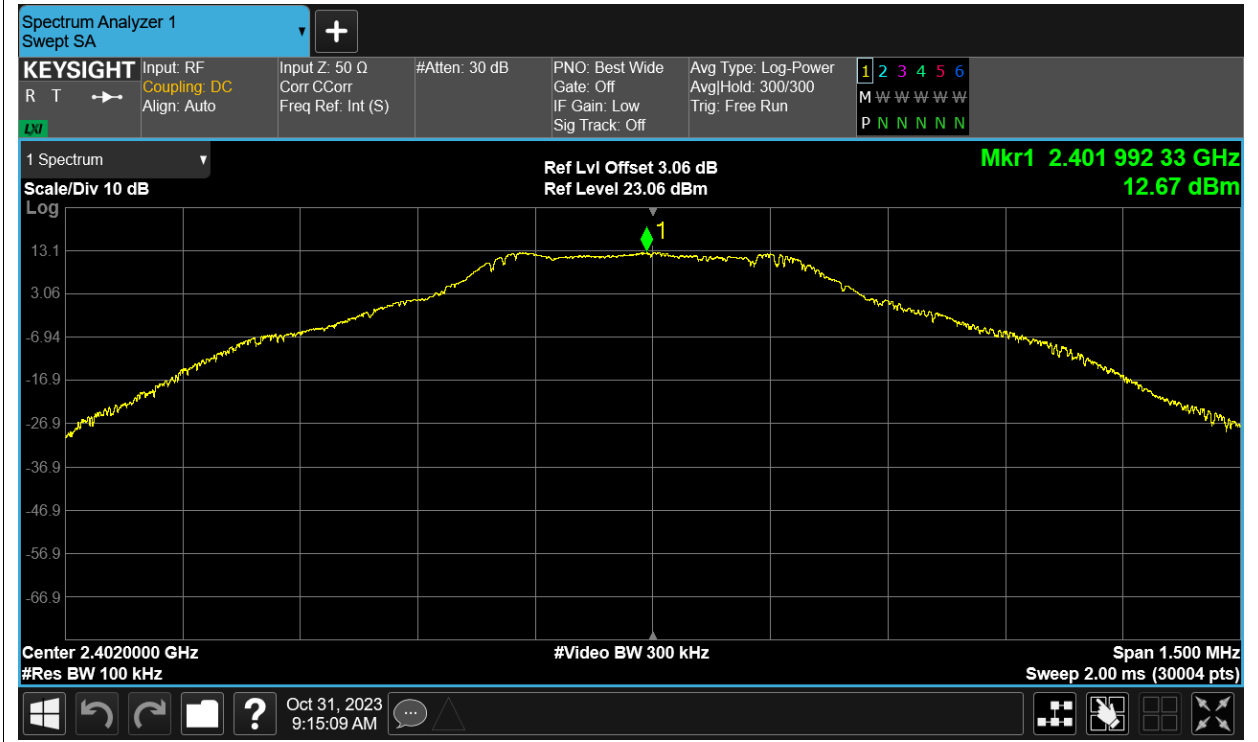 Spectrum Analyzer 1
Swept SA
KEYSIGHT
R T
LXI
Input: RF
Coupling: DC
Align: Auto
Input Z: 50 Ω
Corr CCorr
Freq Ref: Int (S)
#Atten: 30 dB
PNO: Best Wide
Gate: Off
IF Gain: Low
Sig Track: Off
Avg Type: Log-Power
Avg|Hold: 300/300
Trig: Free Run
1 2 3 4 5 6
M W W W W W W
P N N N N N N
1 Spectrum
Scale/Div 10 dB
Log
Ref Lvl Offset 3.06 dB
Ref Level 23.06 dBm
Mkr1 2.401 992 33 GHz
12.67 dBm
1
13.1
3.06
-6.94
-16.9
-26.9
-36.9
-46.9
-56.9
-66.9
Center 2.4020000 GHz
#Res BW 100 kHz
#Video BW 300 kHz
Span 1.500 MHz
Sweep 2.00 ms (30004 pts)
?
Oct 31, 2023
9:15:09 AM